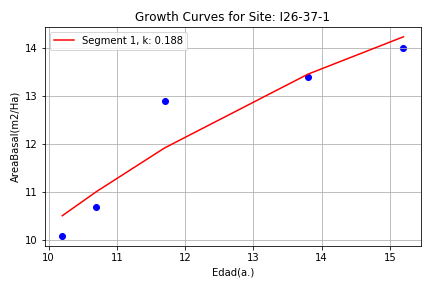 Growth Curves for Site: I26-37-1
Segment 1, k: 0.188
AreaBasal(m2/Ha)
14
13
12
11
10
10
11
12
13
14
15
Edad(a.)